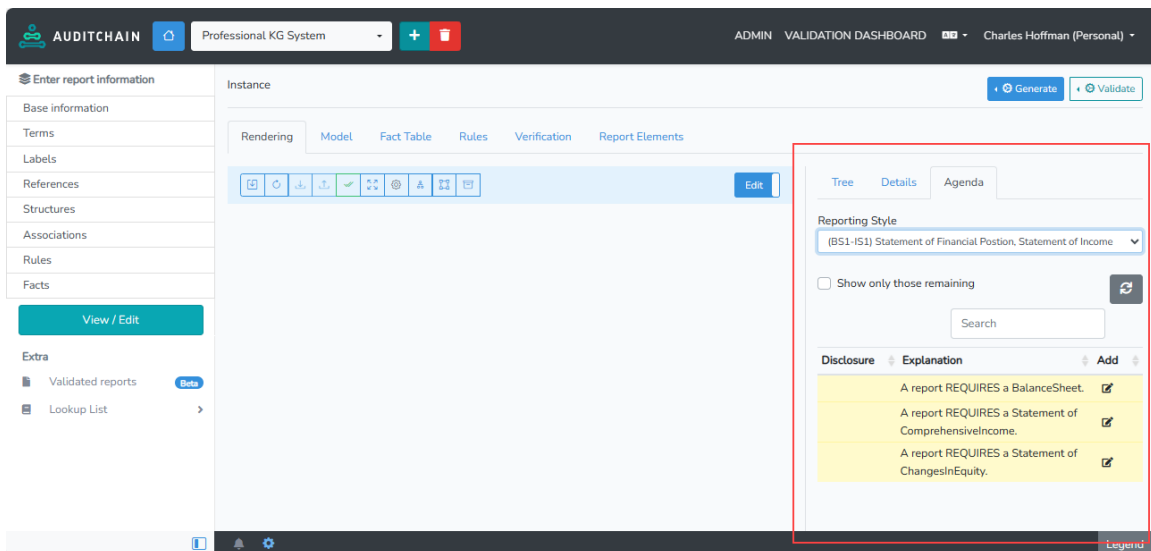 AUDITCHAIN
Professional KG System
ADMIN VALIDATION DASHBOARD
Charles Hoffman (Personal)
Enter report information
Base information
Terms
Labels
References
Structures
Associations
Rules
Facts
View / Edit
Extra
Validated reports Beta
Lookup List
Instance
Generate
Validate
Rendering Model Fact Table Rules Verification Report Elements
Edit
Tree Details Agenda
Reporting Style
(BS1-IS1) Statement of Financial Postion, Statement of Income
Show only those remaining
Search
Disclosure Explanation Add
A report REQUIRES a BalanceSheet.
A report REQUIRES a Statement of
ComprehensiveIncome.
A report REQUIRES a Statement of
ChangesInEquity.
Legend